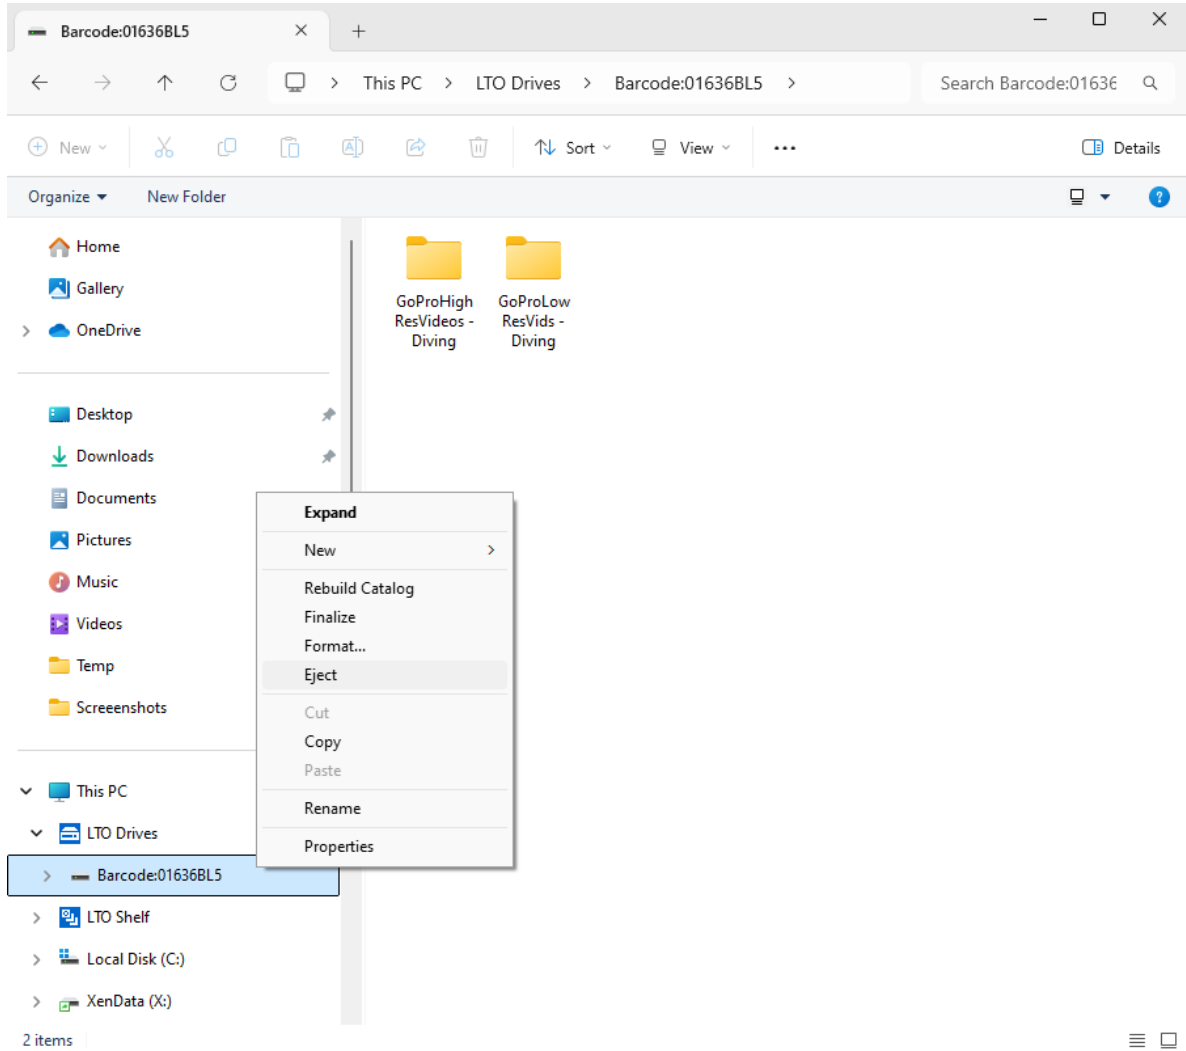 Barcode:01636BL5
This PC > LTO Drives > Barcode:01636BL5 >
Search Barcode:01636
New
Sort
View
Details
Organize
New Folder
Home
Gallery
OneDrive
Desktop
Downloads
Documents
Pictures
Music
Videos
Temp
Screeenshots
This PC
LTO Drives
Barcode:01636BL5
LTO Shelf
Local Disk (C:)
XenData (X:)
GoProHigh
ResVideos -
Diving
GoProLow
ResVids -
Diving
Expand
New
Rebuild Catalog
Finalize
Format...
Eject
Cut
Copy
Paste
Rename
Properties
2 items